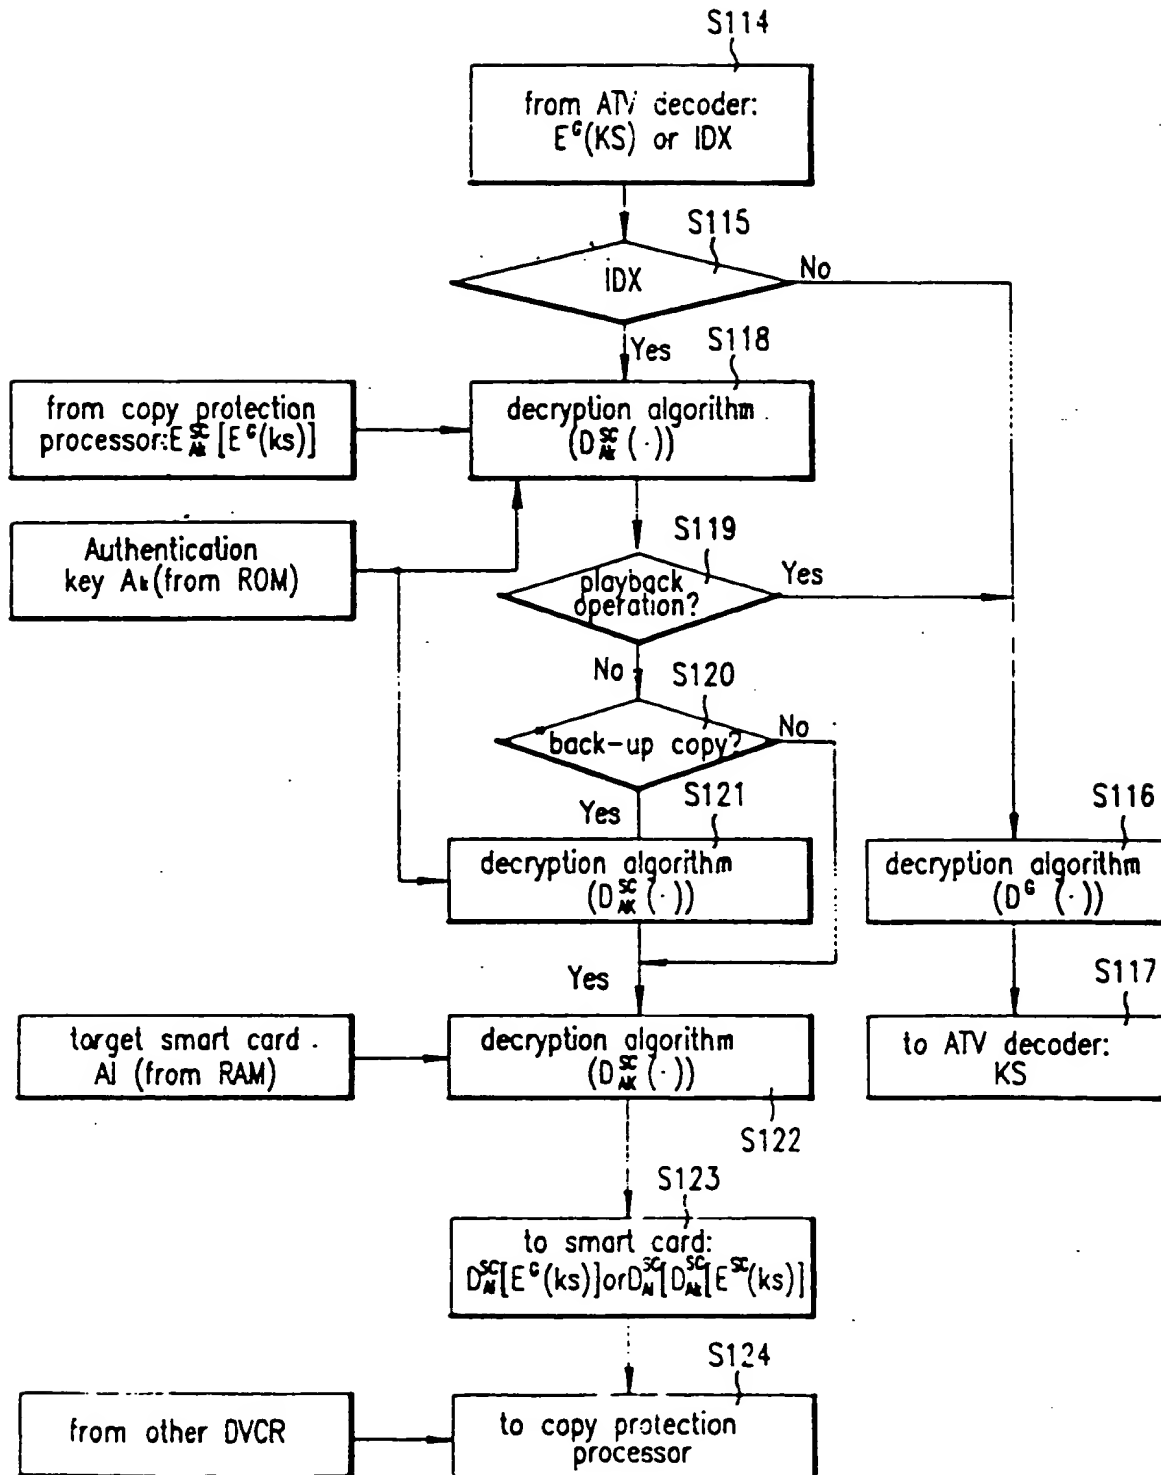 S114
from ATV decoder:
E^G(KS) or IDX
S115
IDX
No
Yes
S118
from copy protection
processor:E^SC_Ak[E^G(ks)]
decryption algorithm
(D^SC_Ak(·))
Authentication
key Ak(from ROM)
S119
playback
operation?
Yes
No
S120
back-up copy?
No
Yes
S121
decryption algorithm
(D^SC_AK(·))
S116
decryption algorithm
(D^G(·))
Yes
S117
target smart card
AI (from RAM)
decryption algorithm
(D^SC_AK(·))
to ATV decoder:
KS
S122
S123
to smart card:
D^SC_AI[E^G(ks)]orD^SC_AI[D^SC_Ak[E^SC(ks)]
S124
from other DVCR
to copy protection
processor